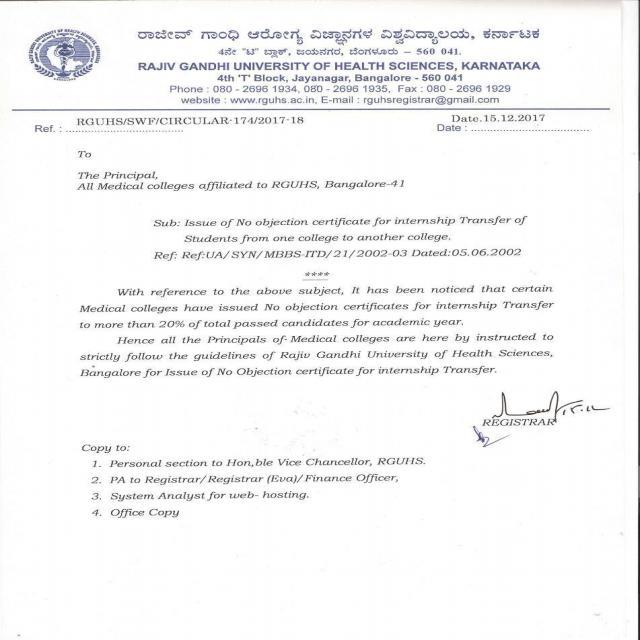 ರಾಜೀವ್ ಗಾಂಧಿ ಆರೋಗ್ಯ ವಿಜ್ಞಾನಗಳ ವಿಶ್ವವಿದ್ಯಾಲಯ, ಕರ್ನಾಟಕ
4ನೇ "ಟಿ" ಬ್ಲಾಕ್, ಜಯನಗರ, ಬೆಂಗಳೂರು – 560 041.
RAJIV GANDHI UNIVERSITY OF HEALTH SCIENCES, KARNATAKA
4th 'T' Block, Jayanagar, Bangalore - 560 041
Phone : 080 - 2696 1934, 080 - 2696 1935, Fax : 080 - 2696 1929
website : www.rguhs.ac.in, E-mail : rguhsregistrar@gmail.com
Ref. : RGUHS/SWF/CIRCULAR-174/2017-18
Date : Date.15.12.2017
To
The Principal,
All Medical colleges affiliated to RGUHS, Bangalore-41
Sub: Issue of No objection certificate for internship Transfer of
Students from one college to another college.
Ref: Ref:UA/SYN/MBBS-ITD/21/2002-03 Dated:05.06.2002
****
With reference to the above subject, It has been noticed that certain
Medical colleges have issued No objection certificates for internship Transfer
to more than 20% of total passed candidates for academic year.
Hence all the Principals of Medical colleges are here by instructed to
strictly follow the guidelines of Rajiv Gandhi University of Health Sciences,
Bangalore for Issue of No Objection certificate for internship Transfer.
REGISTRAR
Copy to:
1. Personal section to Hon,ble Vice Chancellor, RGUHS.
2. PA to Registrar/Registrar (Eva)/Finance Officer,
3. System Analyst for web- hosting.
4. Office Copy